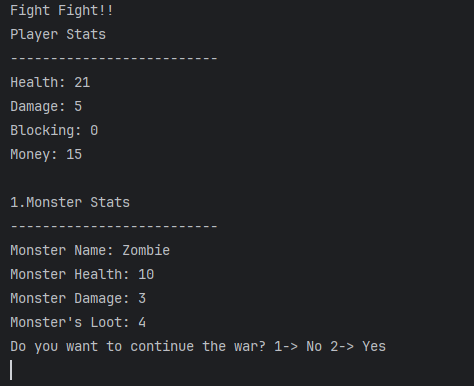 Fight Fight!!
Player Stats
--------------------------
Health: 21
Damage: 5
Blocking: 0
Money: 15
1.Monster Stats
--------------------------
Monster Name: Zombie
Monster Health: 10
Monster Damage: 3
Monster's Loot: 4
Do you want to continue the war? 1-> No 2-> Yes